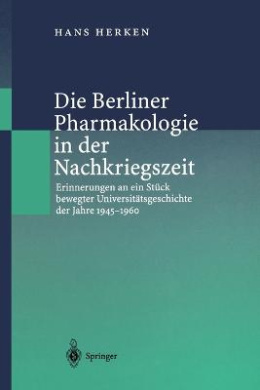 HANS HERKEN
Die Berliner
Pharmakologie
in der
Nachkriegszeit
Erinnerungen an ein Stück
bewegter Universitätsgeschichte
der Jahre 1945–1960
Springer